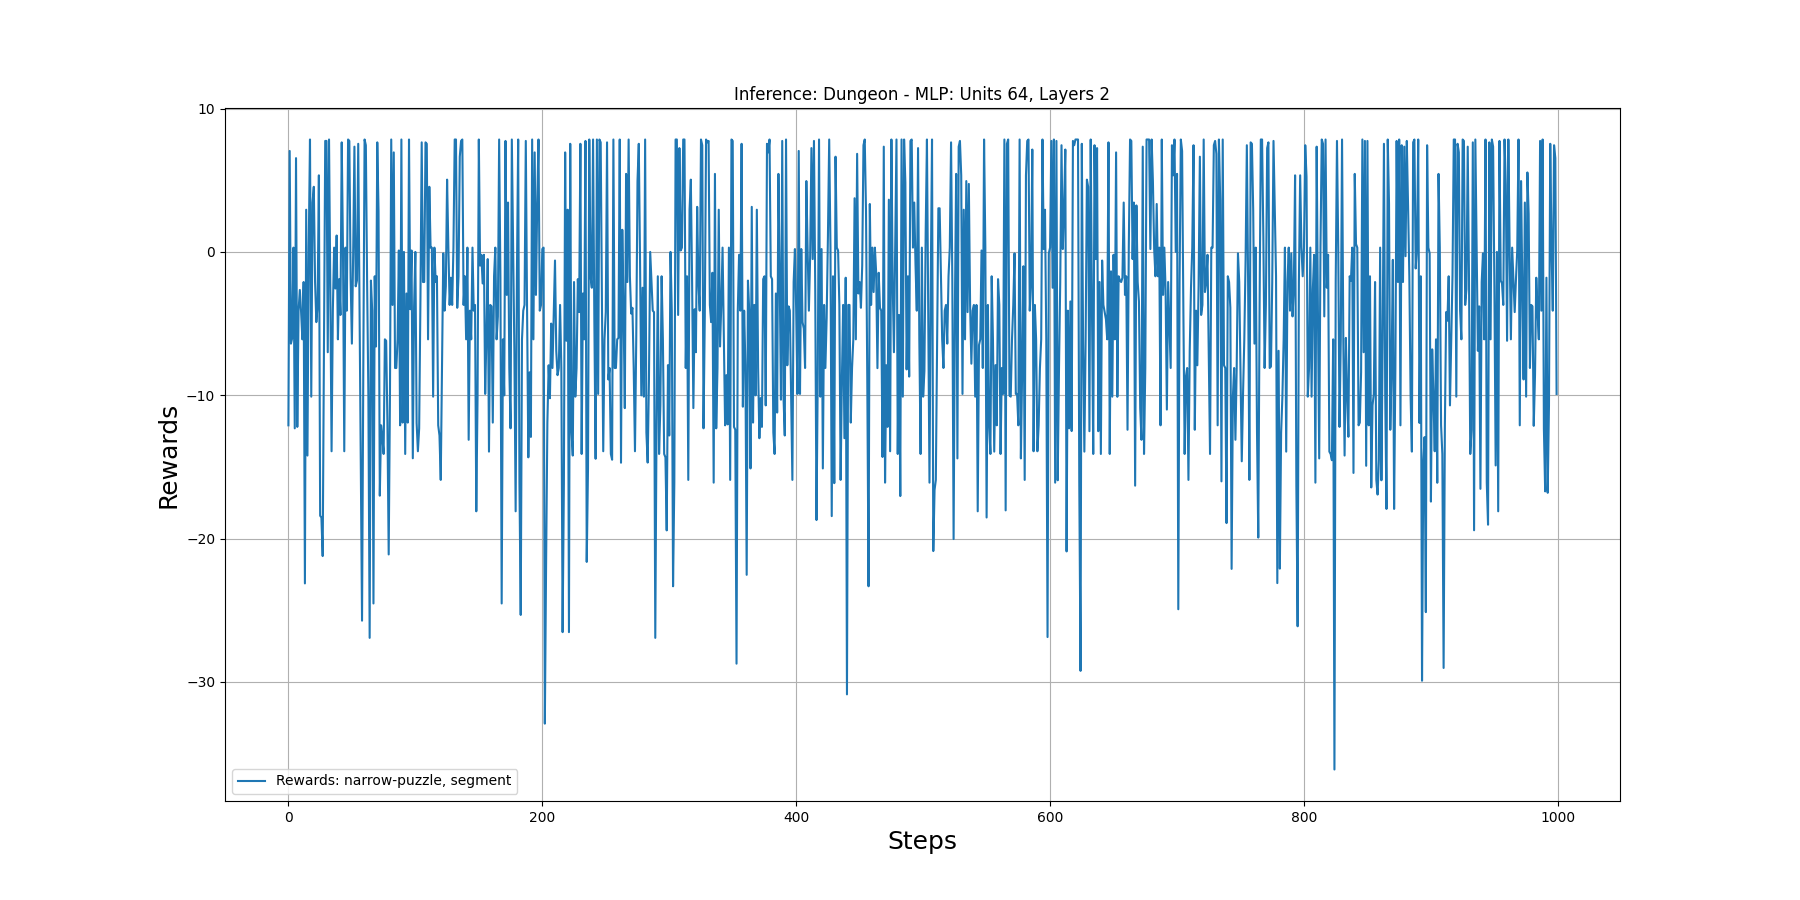 Inference: Dungeon - MLP: Units 64, Layers 2
10
0
−10
−20
−30
Rewards
Rewards: narrow-puzzle, segment
0 200 400 600 800 1000
Steps